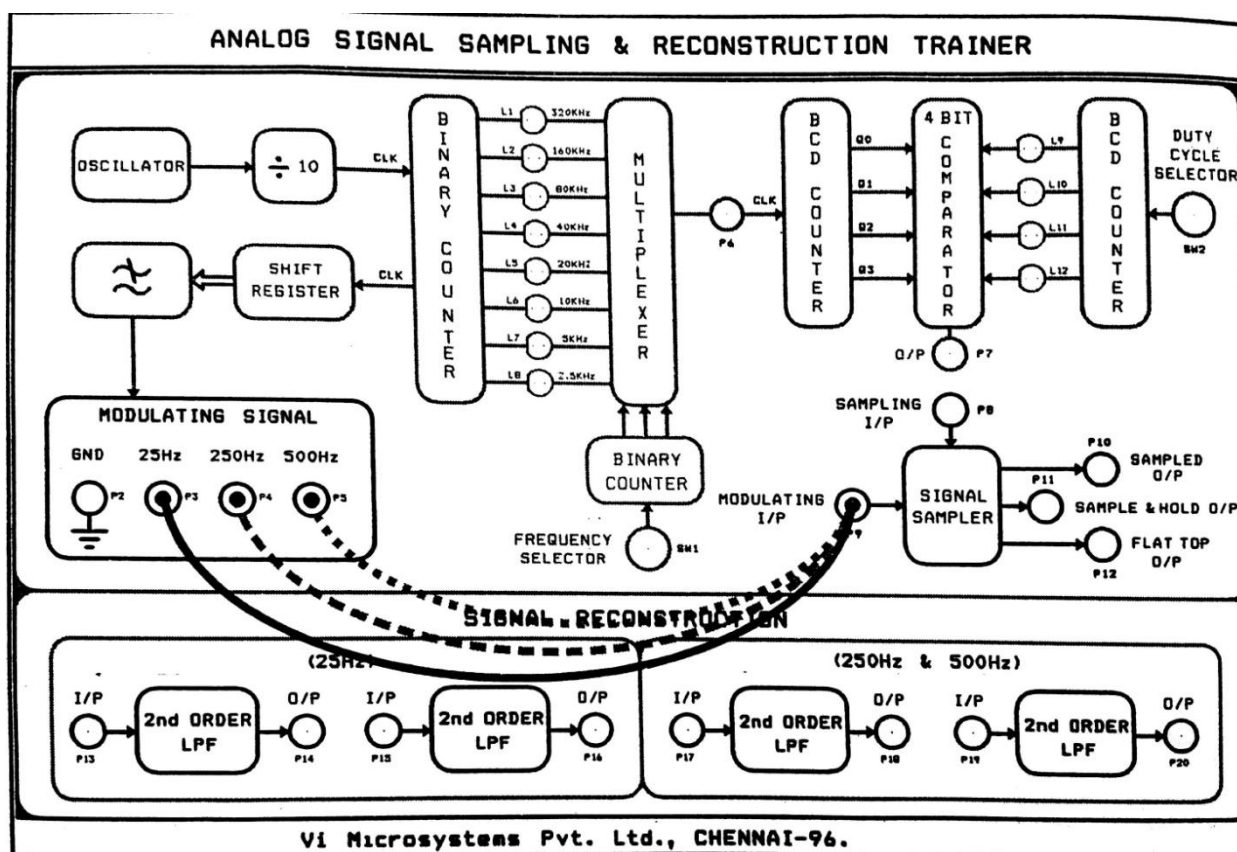 ANALOG SIGNAL SAMPLING & RECONSTRUCTION TRAINER
OSCILLATOR
÷ 10
CLK
BINARY COUNTER
L1 320KHz
L2 160KHz
L3 80KHz
L4 40KHz
L5 20KHz
L6 10KHz
L7 5KHz
L8 2.5KHz
MULTIPLEXER
P6
CLK
BCD COUNTER
Q0
Q1
Q2
Q3
4 BIT COMPARATOR
L9
L10
L11
L12
BCD COUNTER
DUTY
CYCLE
SELECTOR
SW2
SHIFT
REGISTER
CLK
O/P P7
MODULATING SIGNAL
GND 25Hz 250Hz 500Hz
P2 P3 P4 P5
BINARY
COUNTER
FREQUENCY
SELECTOR
SW1
SAMPLING
I/P
P8
MODULATING
I/P
P9
SIGNAL
SAMPLER
P10
SAMPLED
O/P
P11
SAMPLE & HOLD O/P
FLAT TOP
O/P
P12
SIGNAL RECONSTRUCTION
(25Hz)
I/P
P13
2nd ORDER
LPF
O/P
P14
I/P
P15
2nd ORDER
LPF
O/P
P16
(250Hz & 500Hz)
I/P
P17
2nd ORDER
LPF
O/P
P18
I/P
P19
2nd ORDER
LPF
O/P
P20
Vi Microsystems Pvt. Ltd., CHENNAI-96.